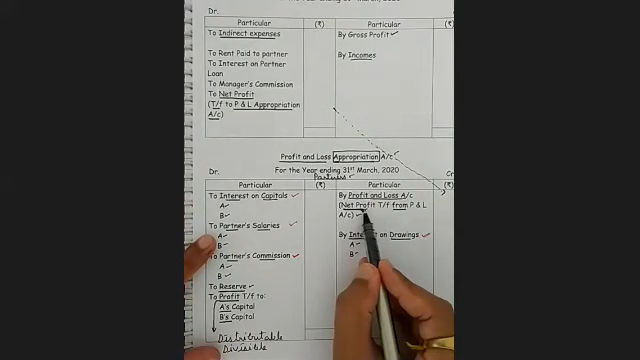 Dr.
Particular (₹) Particular (₹)
To Indirect expenses By Gross Profit
To Rent Paid to partner By Incomes
To Interest on Partner
Loan
To Manager's Commission
To Net Profit
(T/f to P & L Appropriation
A/c)
Profit and Loss Appropriation A/c
For the Year ending 31st March, 2020
Dr. Partners Cr
Particular (₹) Particular
To Interest on Capitals By Profit and Loss A/c
A (Net Profit T/f from P & L
B A/c)
To Partner's Salaries
A By Interest on Drawings
B A
To Partner's Commission B
A
B
To Reserve
To Profit T/f to:
A's Capital
B's Capital
Distributable
Divisible